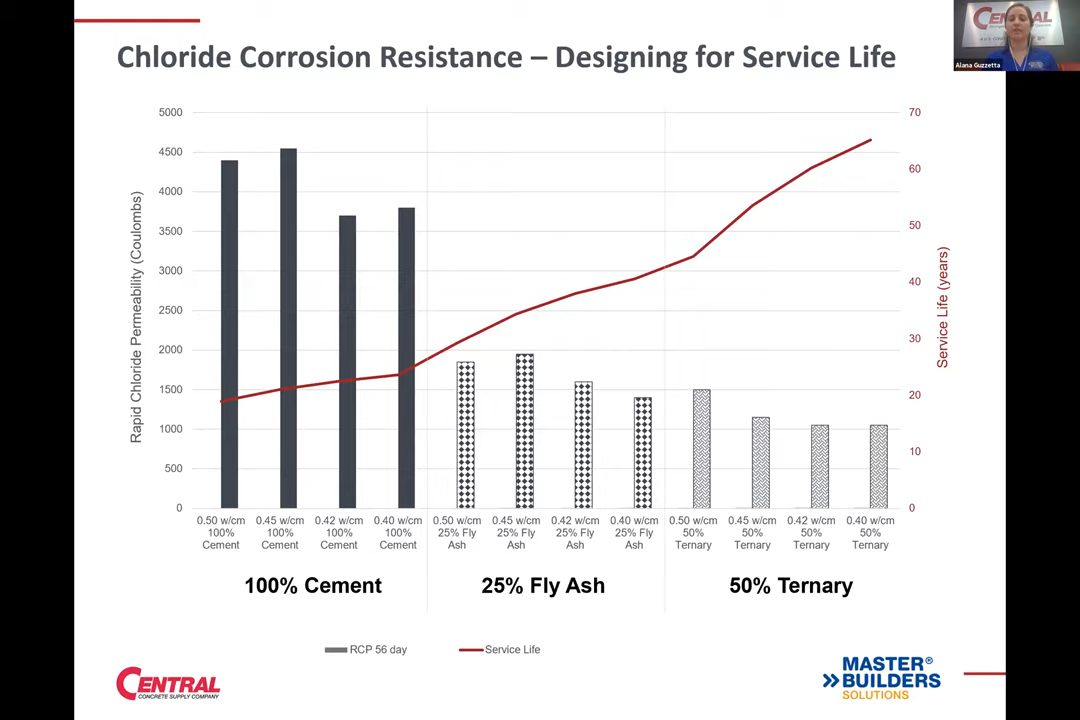 Chloride Corrosion Resistance – Designing for Service Life
CENTRAL
Alana Guzzetta
Rapid Chloride Permeability (Coulombs)
5000
4500
4000
3500
3000
2500
2000
1500
1000
500
0
70
60
50
40
30
20
10
0
Service Life (years)
0.50 w/cm 0.45 w/cm 0.42 w/cm 0.40 w/cm 0.50 w/cm 0.45 w/cm 0.42 w/cm 0.40 w/cm 0.50 w/cm 0.45 w/cm 0.42 w/cm 0.40 w/cm
100% 100% 100% 100% 25% Fly 25% Fly 25% Fly 25% Fly 50% 50% 50% 50%
Cement Cement Cement Cement Ash Ash Ash Ash Ternary Ternary Ternary Ternary
100% Cement 25% Fly Ash 50% Ternary
RCP 56 day Service Life
CENTRAL
CONCRETE SUPPLY COMPANY
MASTER®
BUILDERS
SOLUTIONS